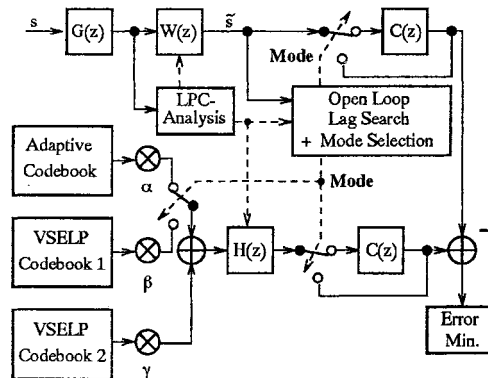 s
G(z)
W(z)
s̃
C(z)
Mode
LPC-
Analysis
Open Loop
Lag Search
+ Mode Selection
Adaptive
Codebook
α
Mode
VSELP
Codebook 1
β
H(z)
C(z)
−
VSELP
Codebook 2
γ
Error
Min.